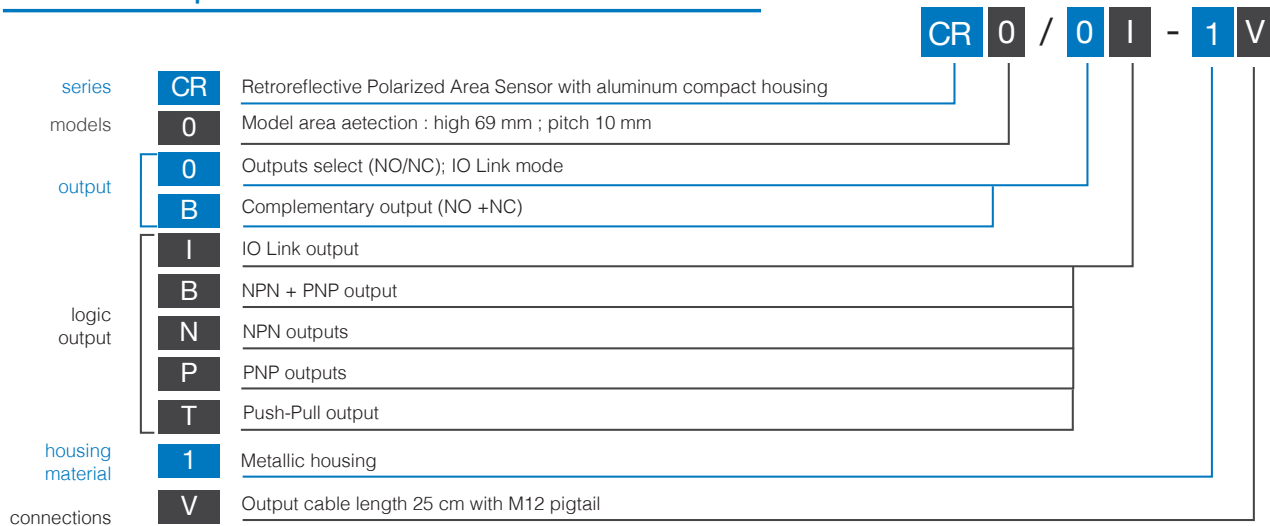 CR 0 / 0 I - 1 V
series CR Retroreflective Polarized Area Sensor with aluminum compact housing
models 0 Model area aetection : high 69 mm ; pitch 10 mm
output
0 Outputs select (NO/NC); IO Link mode
B Complementary output (NO +NC)
logic
output
I IO Link output
B NPN + PNP output
N NPN outputs
P PNP outputs
T Push-Pull output
housing
material
1 Metallic housing
connections V Output cable length 25 cm with M12 pigtail